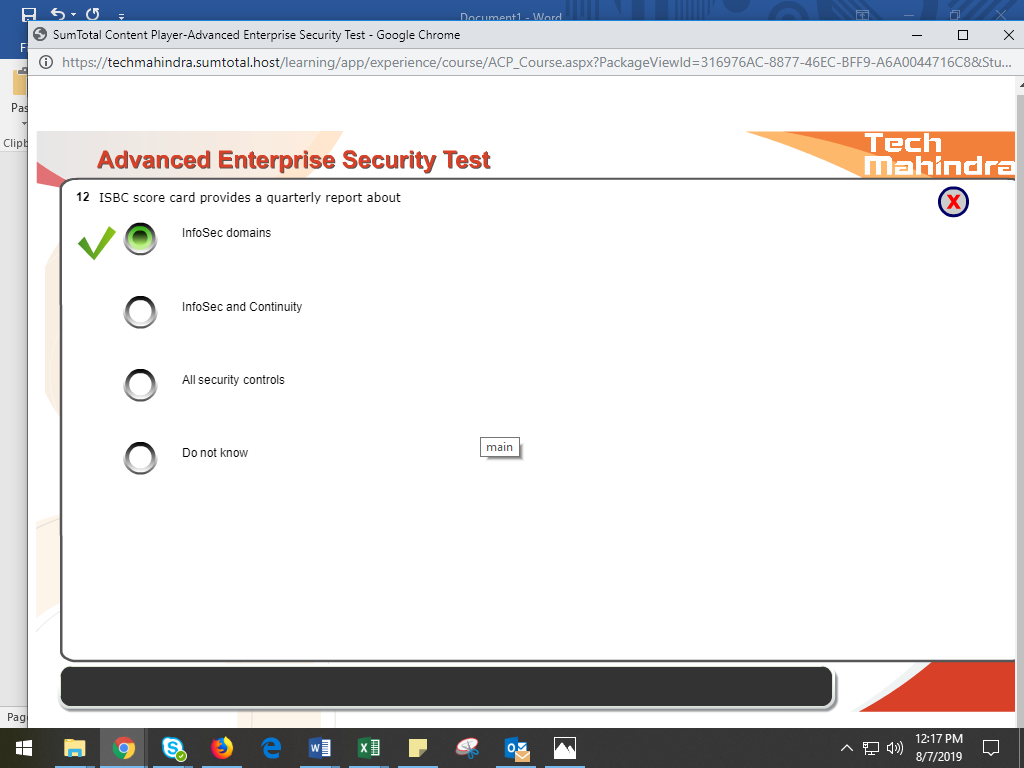 Document1 - Word
SumTotal Content Player-Advanced Enterprise Security Test - Google Chrome
https://techmahindra.sumtotal.host/learning/app/experience/course/ACP_Course.aspx?PackageViewId=316976AC-8877-46EC-BFF9-A6A0044716C8&Stu...
F
Pas
Clipb
Advanced Enterprise Security Test
Tech
Mahindra
12 ISBC score card provides a quarterly report about
X
InfoSec domains
InfoSec and Continuity
All security controls
main
Do not know
Page
12:17 PM
8/7/2019